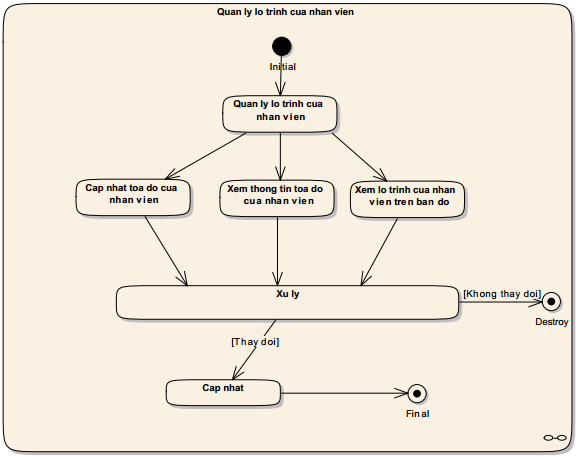 Quan ly lo trinh cua nhan vien
Initial
Quan ly lo trinh cua
nhan vien
Cap nhat toa do cua
nhan vien
Xem thong tin toa do
cua nhan vien
Xem lo trinh cua nhan
vien tren ban do
Xu ly
[Khong thay doi]
Destroy
[Thay doi]
Cap nhat
Final